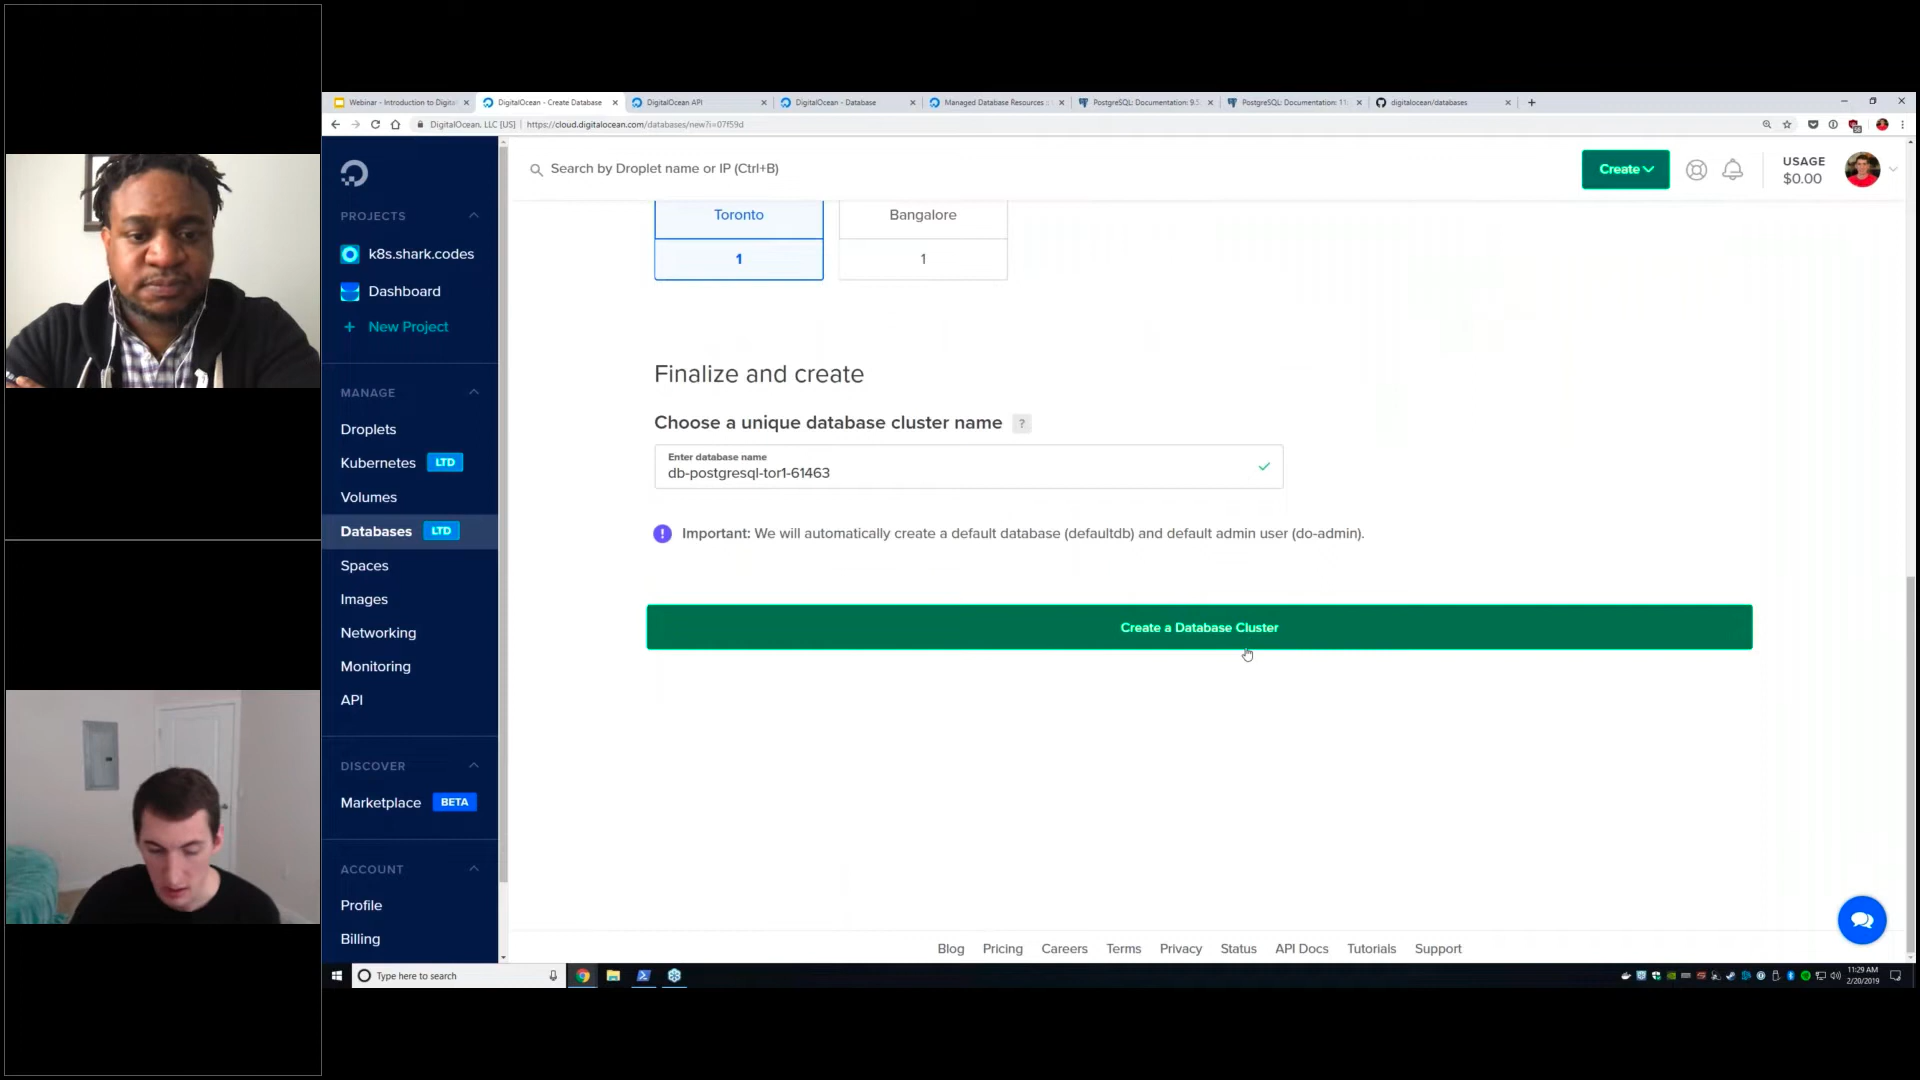 Webinar - Introduction to Digital
DigitalOcean - Create Database
DigitalOcean API
DigitalOcean - Database
Managed Database Resources ::
PostgreSQL: Documentation: 9.5
PostgreSQL: Documentation: 11:
digitalocean/databases
DigitalOcean, LLC [US] | https://cloud.digitalocean.com/databases/new?i=07f59d
Search by Droplet name or IP (Ctrl+B)
Create
USAGE
$0.00
PROJECTS
k8s.shark.codes
Dashboard
+ New Project
MANAGE
Droplets
Kubernetes LTD
Volumes
Databases LTD
Spaces
Images
Networking
Monitoring
API
DISCOVER
Marketplace BETA
ACCOUNT
Profile
Billing
Toronto
Bangalore
1
1
Finalize and create
Choose a unique database cluster name ?
Enter database name
db-postgresql-tor1-61463
! Important: We will automatically create a default database (defaultdb) and default admin user (do-admin).
Create a Database Cluster
Blog Pricing Careers Terms Privacy Status API Docs Tutorials Support
Type here to search
11:29 AM
2/20/2019